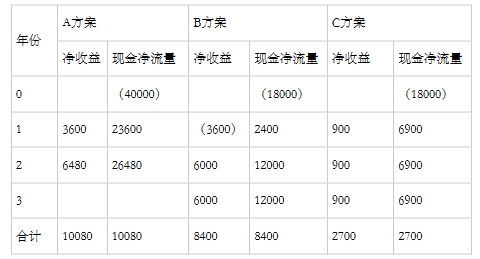 年份 A方案 B方案 C方案
净收益 现金净流量 净收益 现金净流量 净收益 现金净流量
0 （40000） （18000） （18000）
1 3600 23600 （3600） 2400 900 6900
2 6480 26480 6000 12000 900 6900
3 6000 12000 900 6900
合计 10080 10080 8400 8400 2700 2700